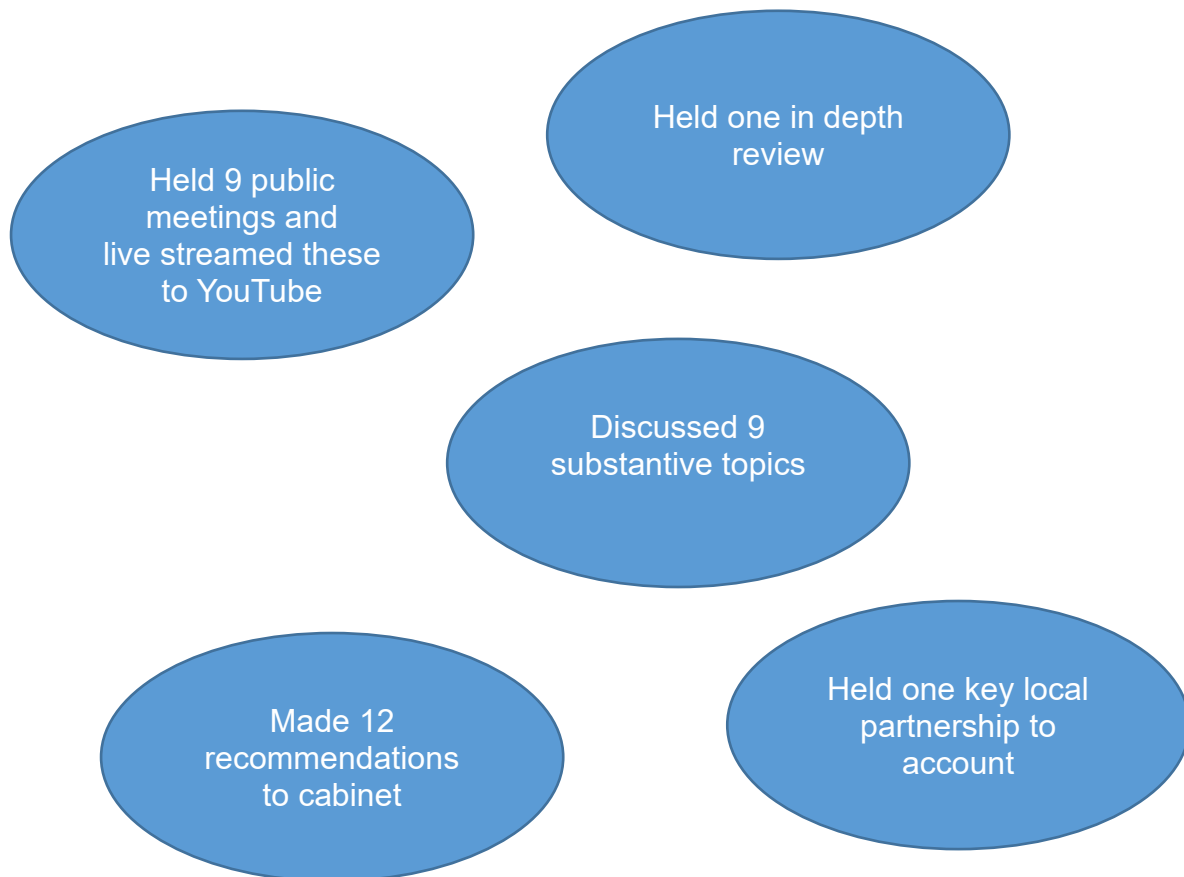 Held one in depth
review
Held 9 public
meetings and
live streamed these
to YouTube
Discussed 9
substantive topics
Made 12
recommendations
to cabinet
Held one key local
partnership to
account